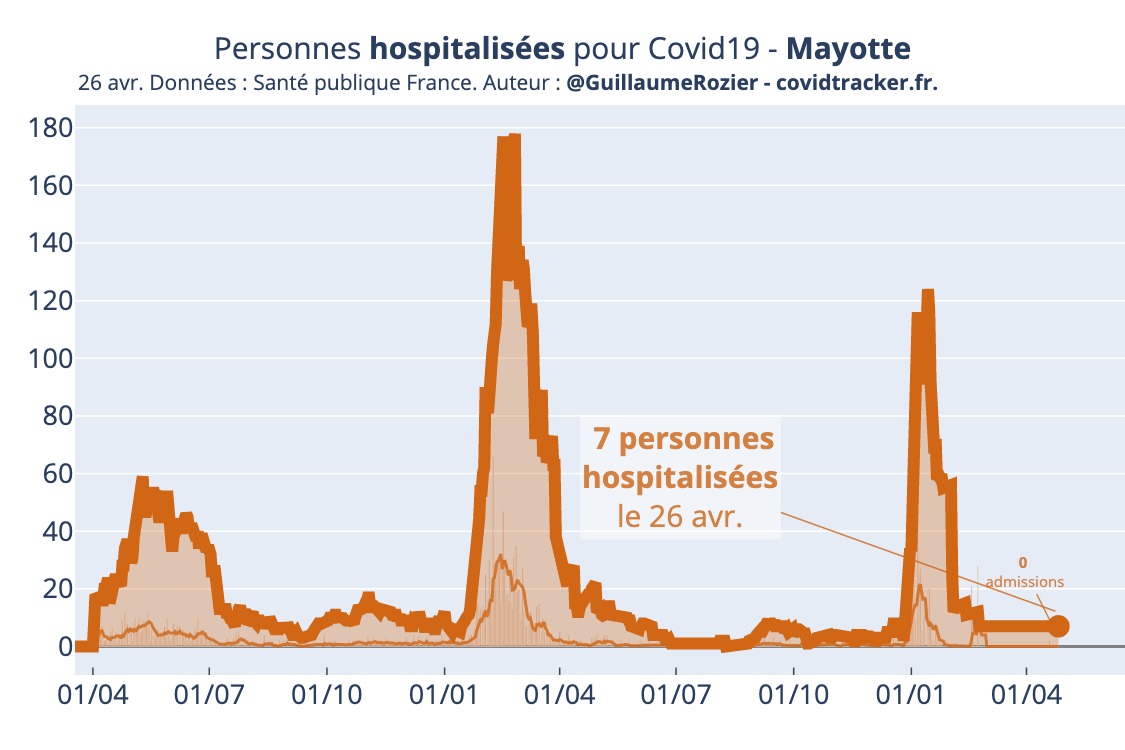 Personnes hospitalisées pour Covid19 - Mayotte
26 avr. Données : Santé publique France. Auteur : @GuillaumeRozier - covidtracker.fr.
180
160
140
120
100
80
60
40
20
0
7 personnes
hospitalisées
le 26 avr.
0
admissions
01/04 01/07 01/10 01/01 01/04 01/07 01/10 01/01 01/04